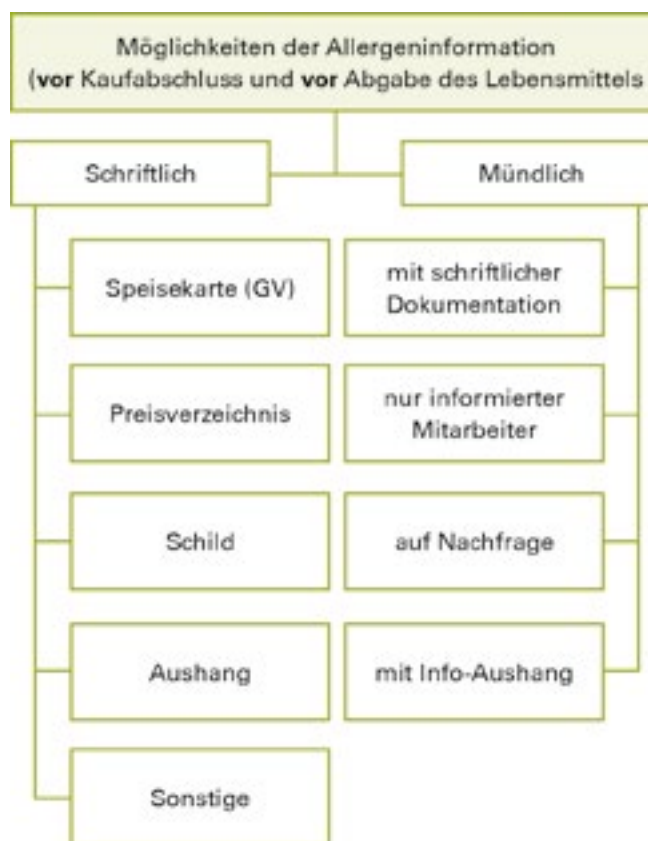 Möglichkeiten der Allergeninformation
(vor Kaufabschluss und vor Abgabe des Lebensmittels
Schriftlich
Mündlich
Speisekarte (GV)
mit schriftlicher
Dokumentation
Preisverzeichnis
nur informierter
Mitarbeiter
Schild
auf Nachfrage
Aushang
mit Info-Aushang
Sonstige